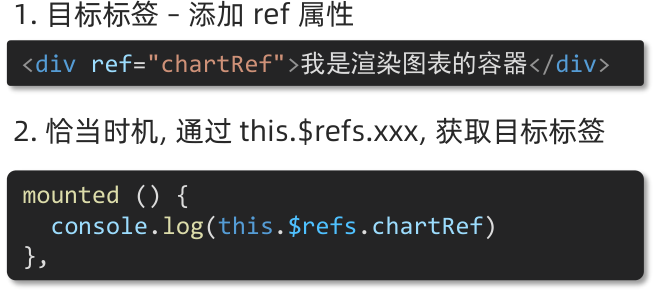 1. 目标标签 – 添加 ref 属性
<div ref="chartRef">我是渲染图表的容器</div>
2. 恰当时机, 通过 this.$refs.xxx, 获取目标标签
mounted () {
  console.log(this.$refs.chartRef)
},